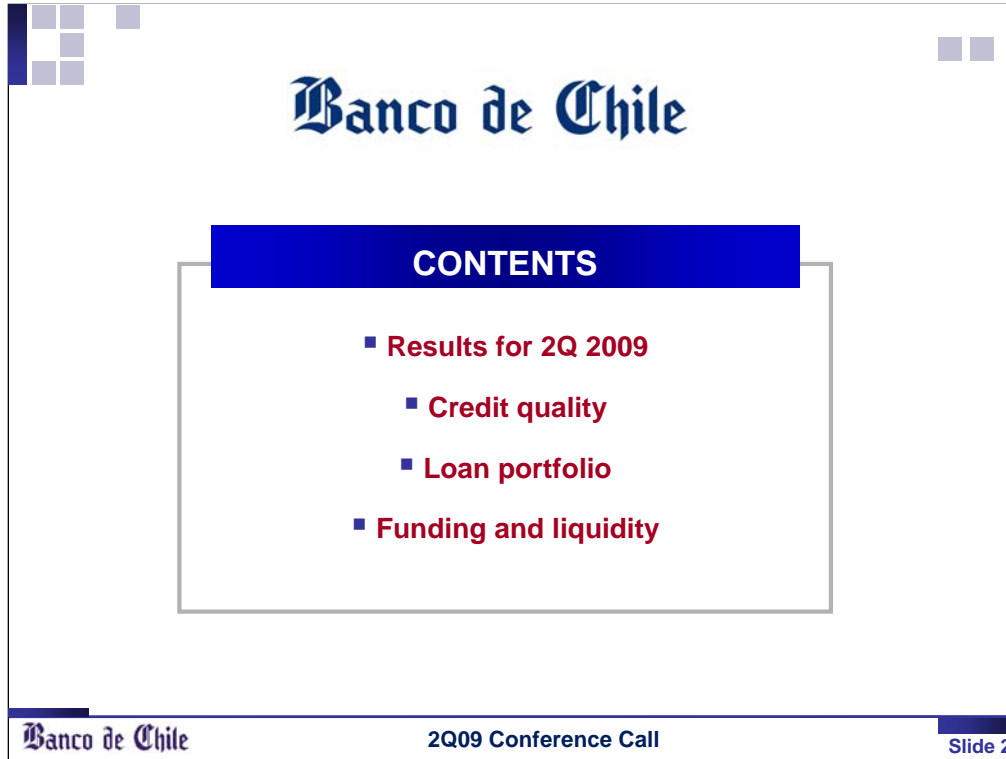 Banco de Chile
CONTENTS
Results for 2Q 2009
Credit quality
Loan portfolio
Funding and liquidity
Banco de Chile
2Q09 Conference Call
Slide 2